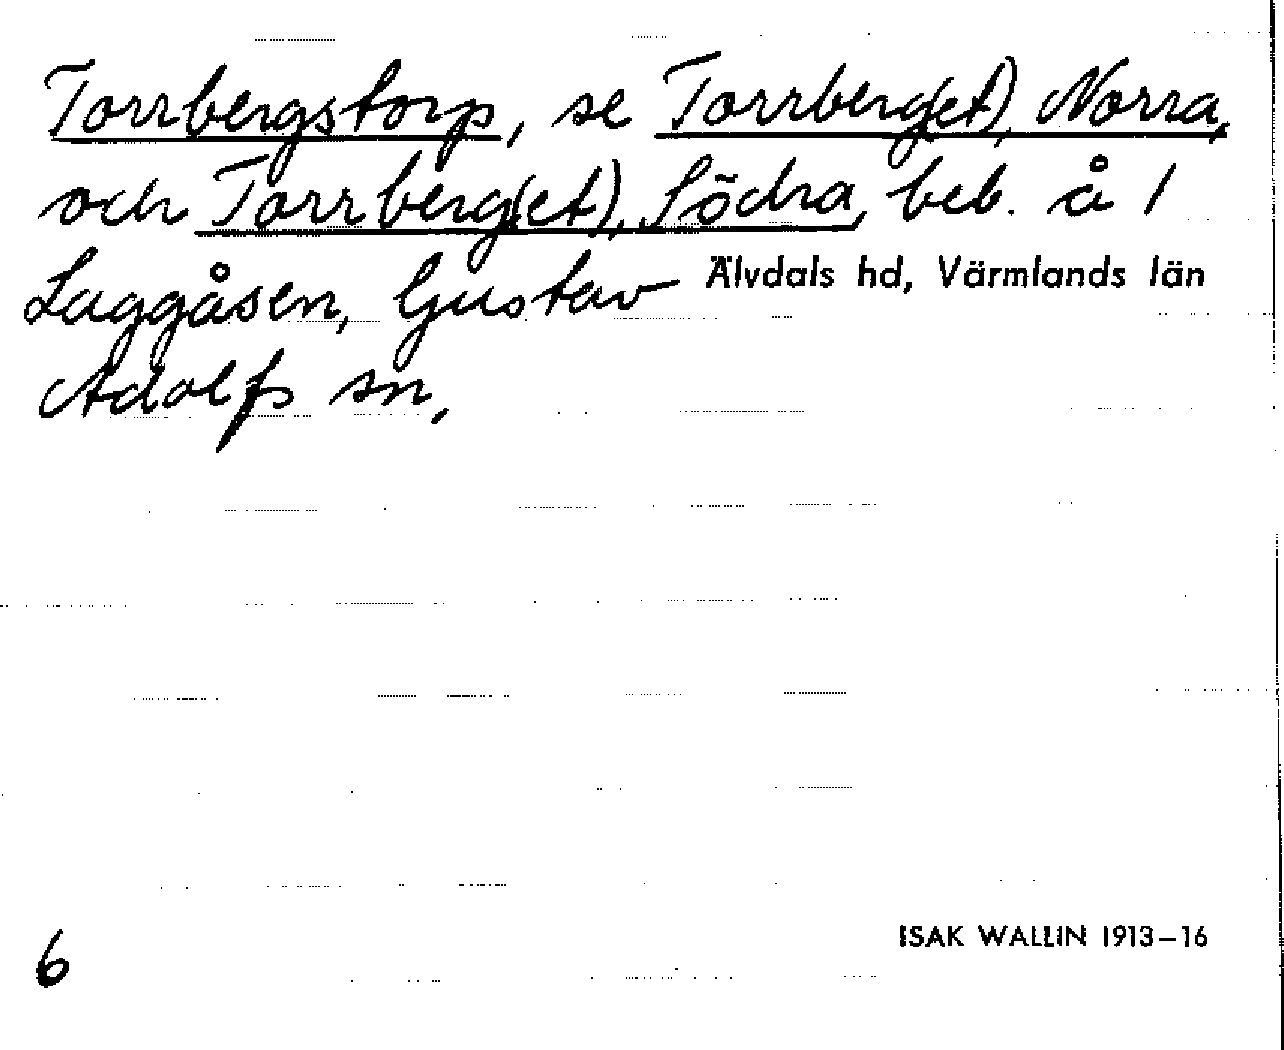 Torrbergstorp, se Torrberg(et), Norra,
och Torrberg(et), Södra, beb. å 1
Laggåsen, Gustav Älvdals hd, Värmlands län
Adolfs sn,
6
ISAK WALLIN 1913–16